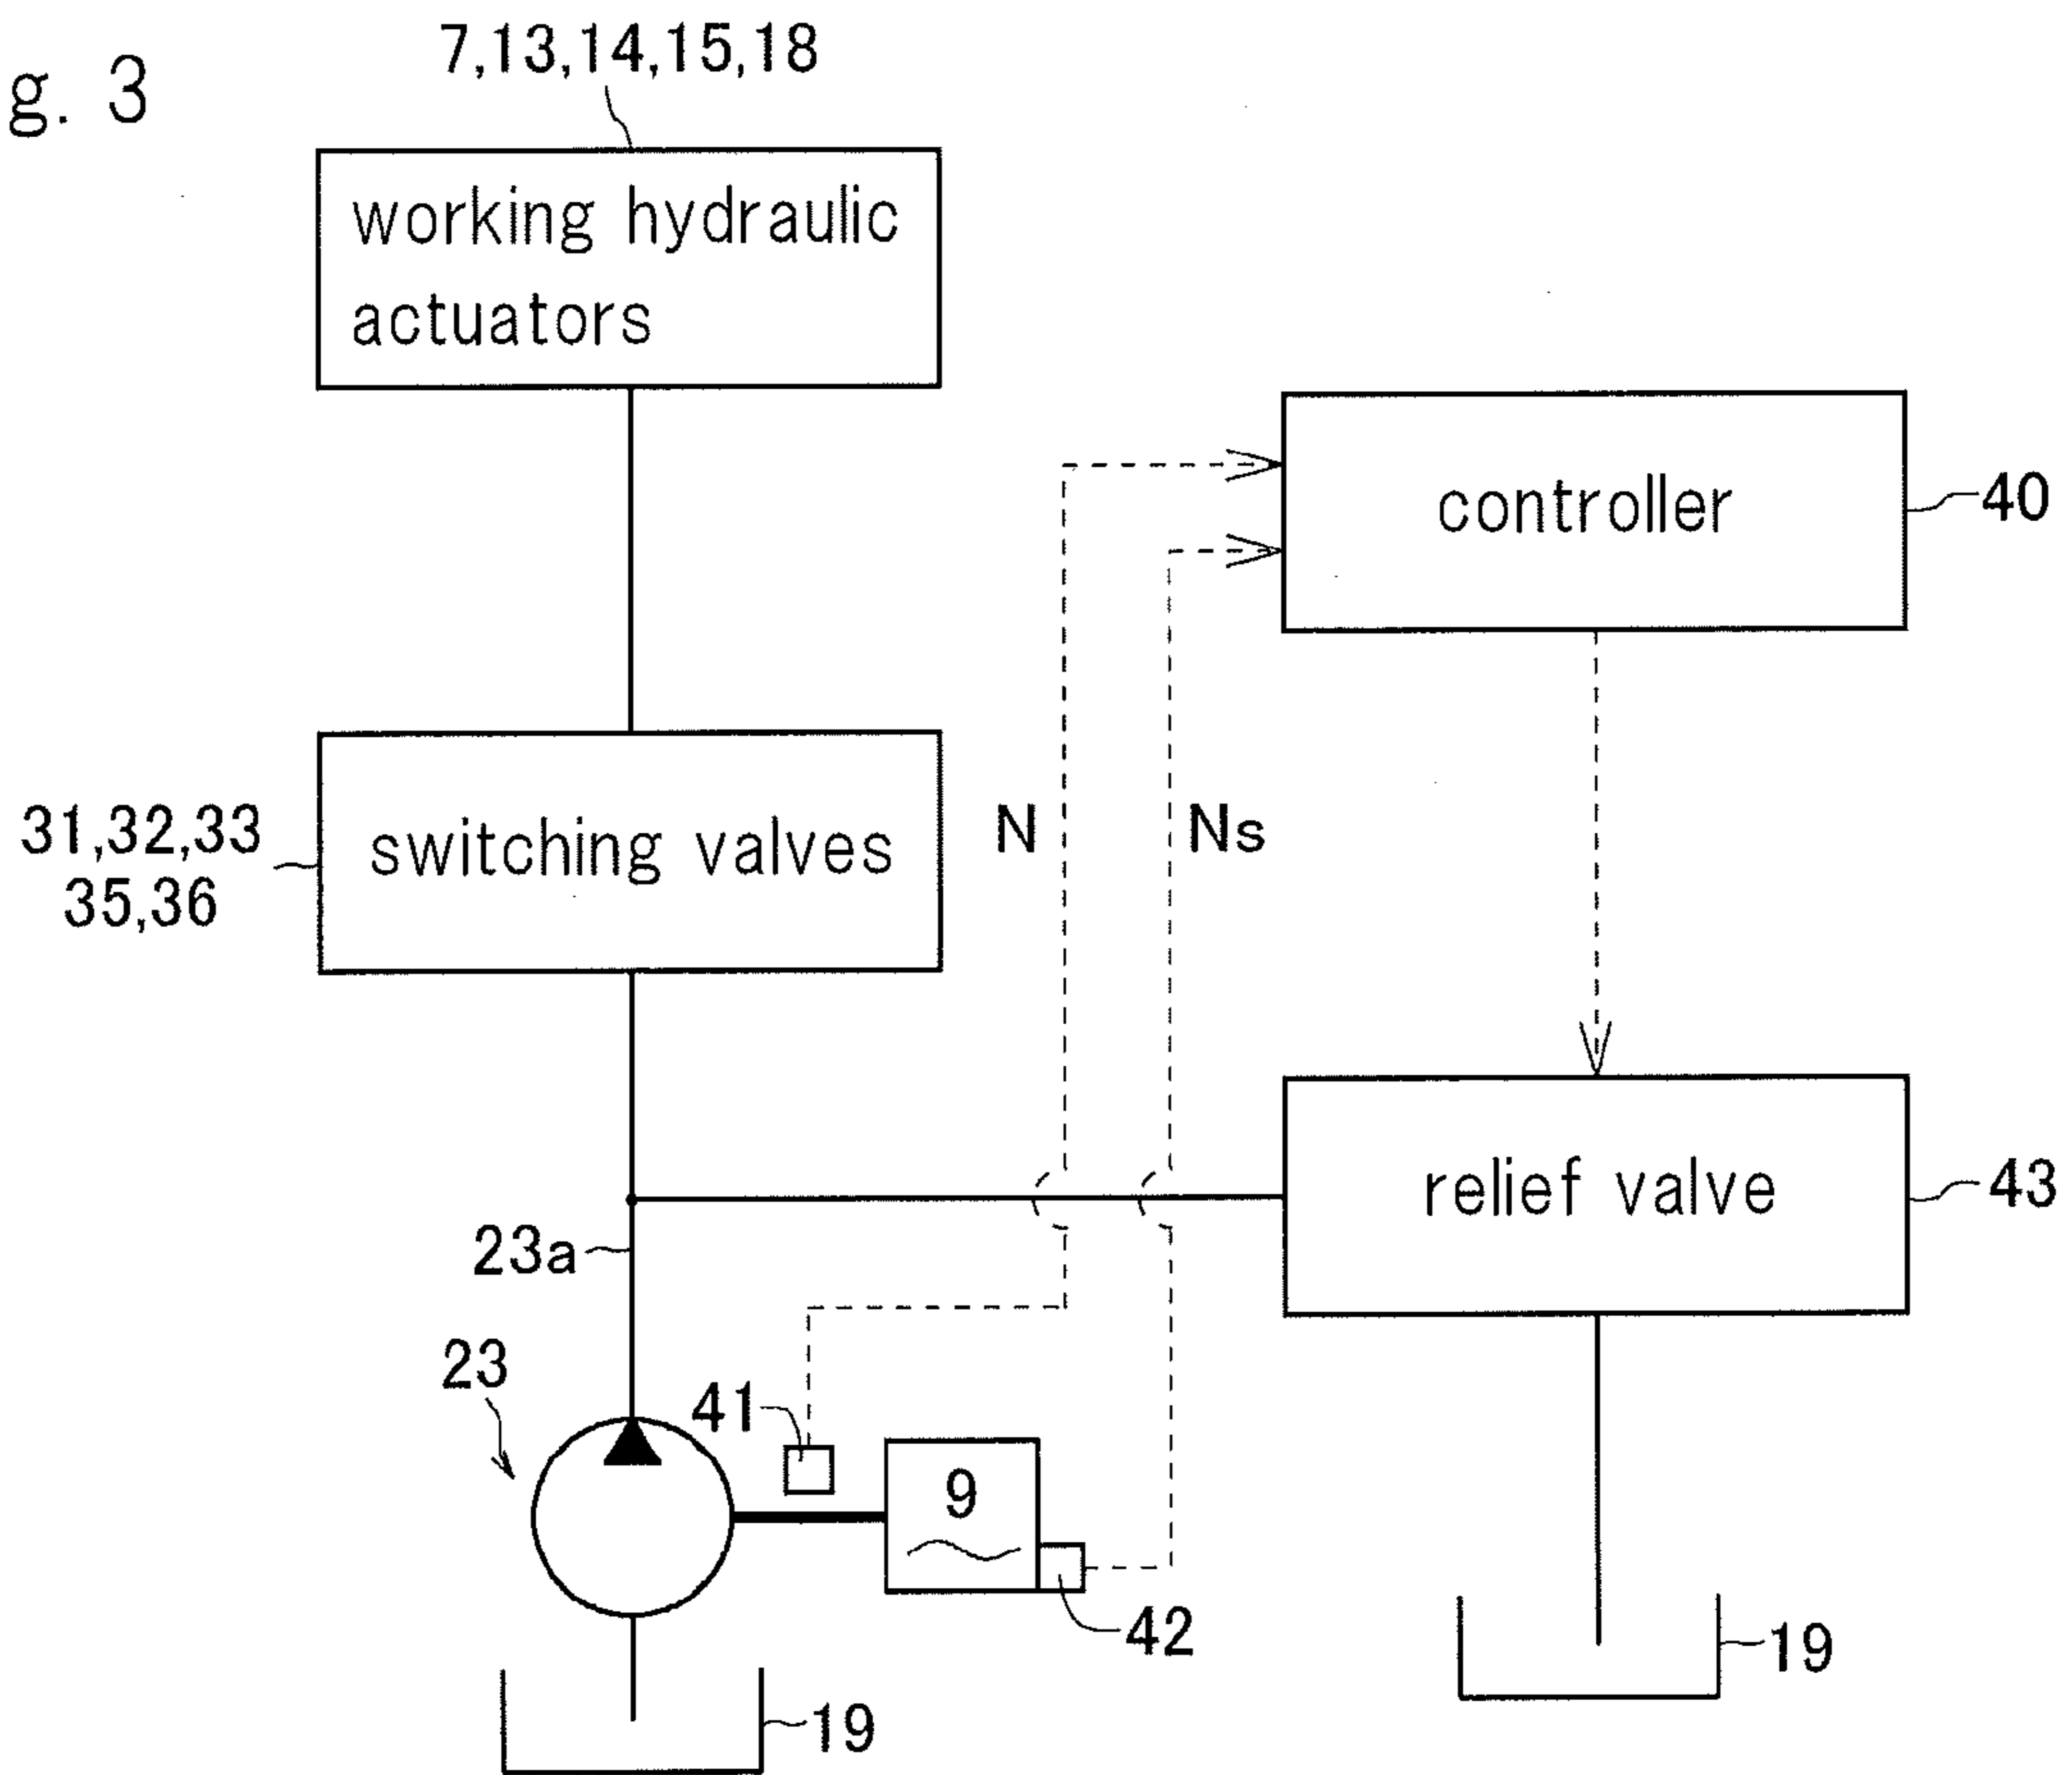 g. 3
7,13,14,15,18
working hydraulic
actuators
controller
40
31,32,33
35,36
switching valves
N
Ns
relief valve
43
23a
23
41
9
42
19
19